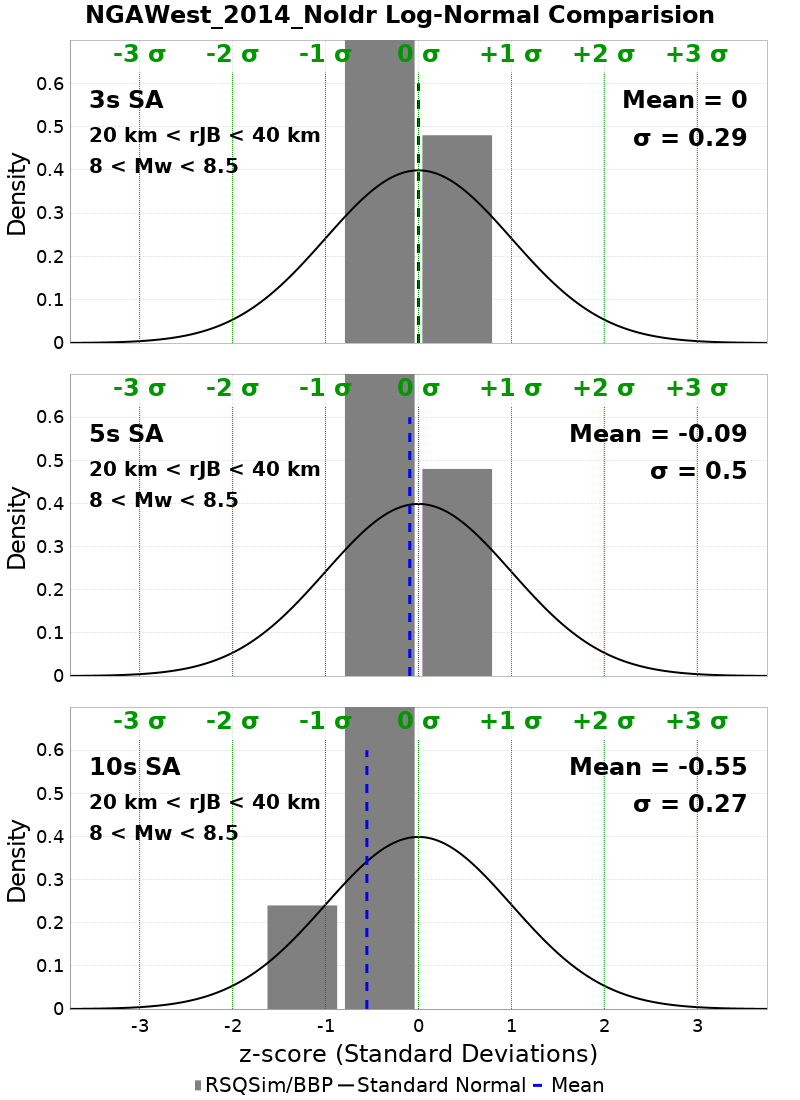 NGAWest_2014_NoIdr Log-Normal Comparision
-3 σ -2 σ -1 σ 0 σ +1 σ +2 σ +3 σ
3s SA
20 km < rJB < 40 km
8 < Mw < 8.5
Mean = 0
σ = 0.29
Density
0.6
0.5
0.4
0.3
0.2
0.1
0
-3 σ -2 σ -1 σ 0 σ +1 σ +2 σ +3 σ
5s SA
20 km < rJB < 40 km
8 < Mw < 8.5
Mean = -0.09
σ = 0.5
Density
0.6
0.5
0.4
0.3
0.2
0.1
0
-3 σ -2 σ -1 σ 0 σ +1 σ +2 σ +3 σ
10s SA
20 km < rJB < 40 km
8 < Mw < 8.5
Mean = -0.55
σ = 0.27
Density
0.6
0.5
0.4
0.3
0.2
0.1
0
-3 -2 -1 0 1 2 3
z-score (Standard Deviations)
RSQSim/BBP Standard Normal Mean